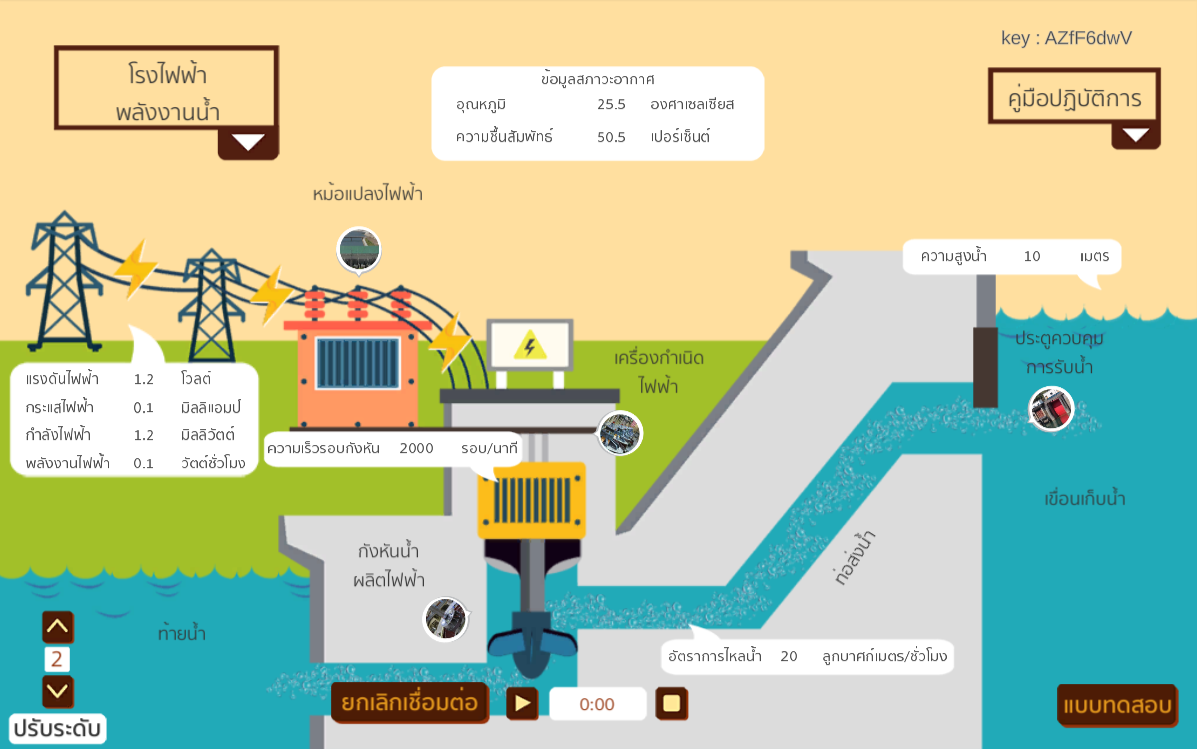 key : AZfF6dwV
โรงไฟฟ้า
พลังงานน้ำ
ข้อมูลสภาวะอากาศ
อุณหภูมิ 25.5 องศาเซลเซียส
ความชื้นสัมพัทธ์ 50.5 เปอร์เซ็นต์
คู่มือปฏิบัติการ
หม้อแปลงไฟฟ้า
ความสูงน้ำ 10 เมตร
ประตูควบคุม
การรับน้ำ
เครื่องกำเนิด
ไฟฟ้า
แรงดันไฟฟ้า 1.2 โวลต์
กระแสไฟฟ้า 0.1 มิลลิแอมป์
กำลังไฟฟ้า 1.2 มิลลิวัตต์
พลังงานไฟฟ้า 0.1 วัตต์ชั่วโมง
ความเร็วรอบกังหัน 2000 รอบ/นาที
เขื่อนเก็บน้ำ
กังหันน้ำ
ผลิตไฟฟ้า
ท่อส่งน้ำ
ท้ายน้ำ
อัตราการไหลน้ำ 20 ลูกบาศก์เมตร/ชั่วโมง
2
ปรับระดับ
ยกเลิกเชื่อมต่อ
0:00
แบบทดสอบ